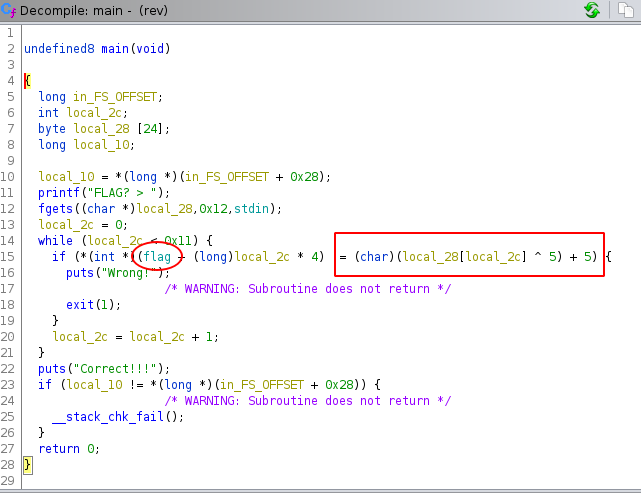 Decompile: main - (rev)
1
2 undefined8 main(void)
3
4 {
5 long in_FS_OFFSET;
6 int local_2c;
7 byte local_28 [24];
8 long local_10;
9
10 local_10 = *(long *)(in_FS_OFFSET + 0x28);
11 printf("FLAG? > ");
12 fgets((char *)local_28,0x12,stdin);
13 local_2c = 0;
14 while (local_2c < 0x11) {
15 if (*(int *)(flag + (long)local_2c * 4) = (char)(local_28[local_2c] ^ 5) + 5) {
16 puts("Wrong!");
17 /* WARNING: Subroutine does not return */
18 exit(1);
19 }
20 local_2c = local_2c + 1;
21 }
22 puts("Correct!!!");
23 if (local_10 != *(long *)(in_FS_OFFSET + 0x28)) {
24 /* WARNING: Subroutine does not return */
25 __stack_chk_fail();
26 }
27 return 0;
28 }
29